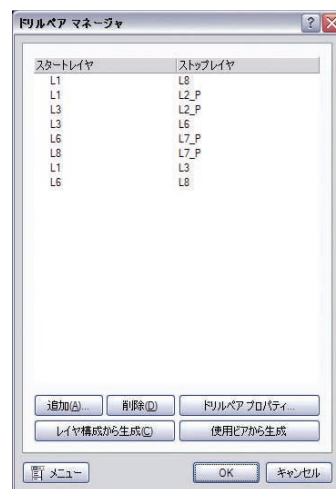 ドリルペア マネージャ
スタートレイヤ ストップレイヤ
L1 L8
L1 L2_P
L3 L2_P
L3 L6
L6 L7_P
L8 L7_P
L1 L3
L6 L8
追加(A)... 削除(D) ドリルペア プロパティ...
レイヤ構成から生成(C) 使用ビアから生成
メニュー OK キャンセル